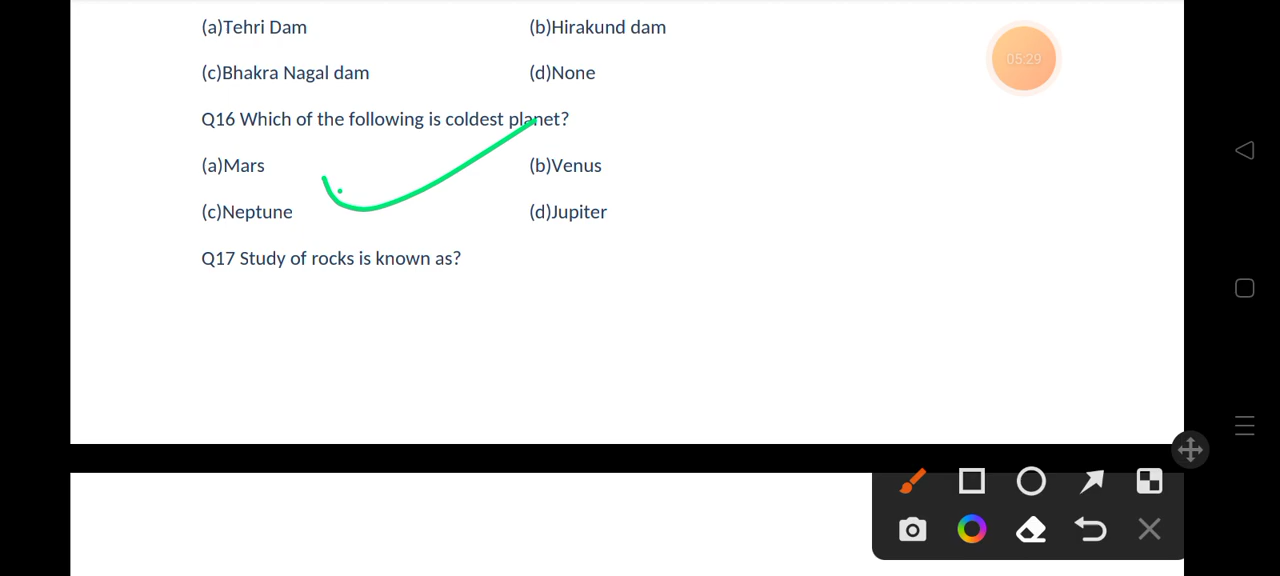 (a)Tehri Dam (b)Hirakund dam
(c)Bhakra Nagal dam (d)None
Q16 Which of the following is coldest planet?
(a)Mars (b)Venus
(c)Neptune (d)Jupiter
Q17 Study of rocks is known as?
05:29